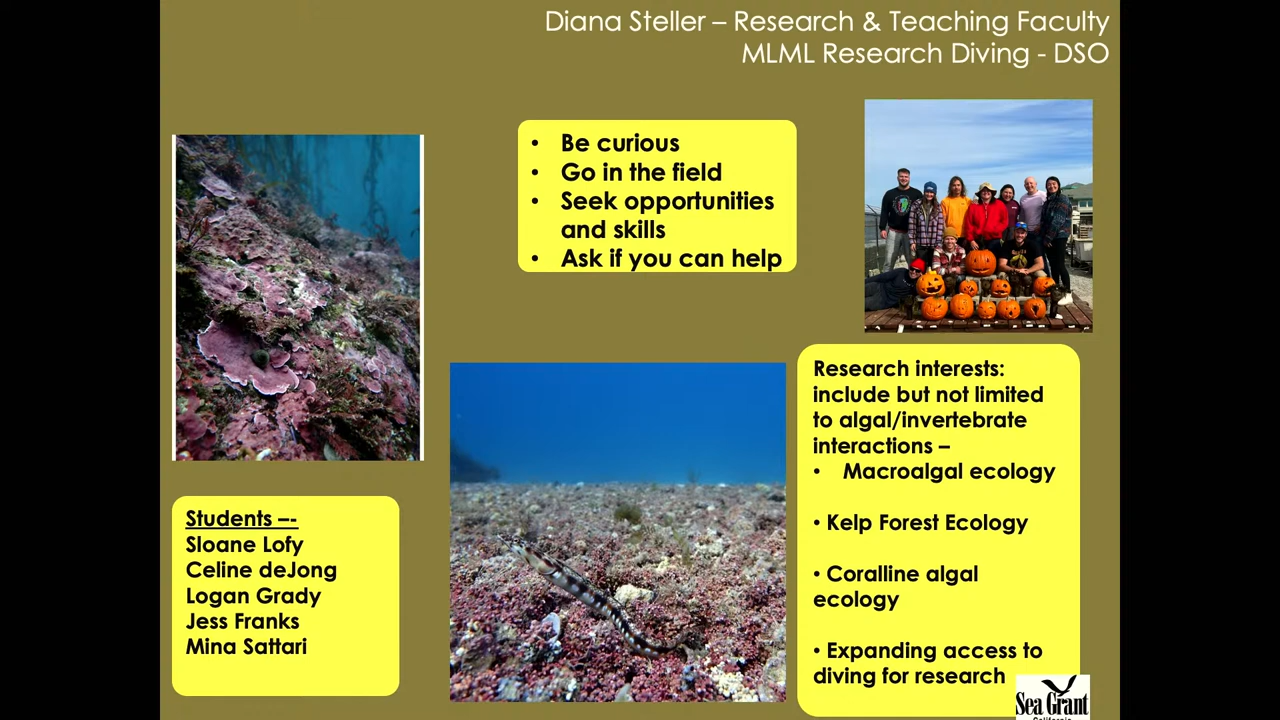 Diana Steller – Research & Teaching Faculty
MLML Research Diving - DSO
• Be curious
• Go in the field
• Seek opportunities
and skills
• Ask if you can help
Research interests:
include but not limited
to algal/invertebrate
interactions –
• Macroalgal ecology
• Kelp Forest Ecology
• Coralline algal
ecology
• Expanding access to
diving for research
Students –-
Sloane Lofy
Celine deJong
Logan Grady
Jess Franks
Mina Sattari
Sea Grant
California